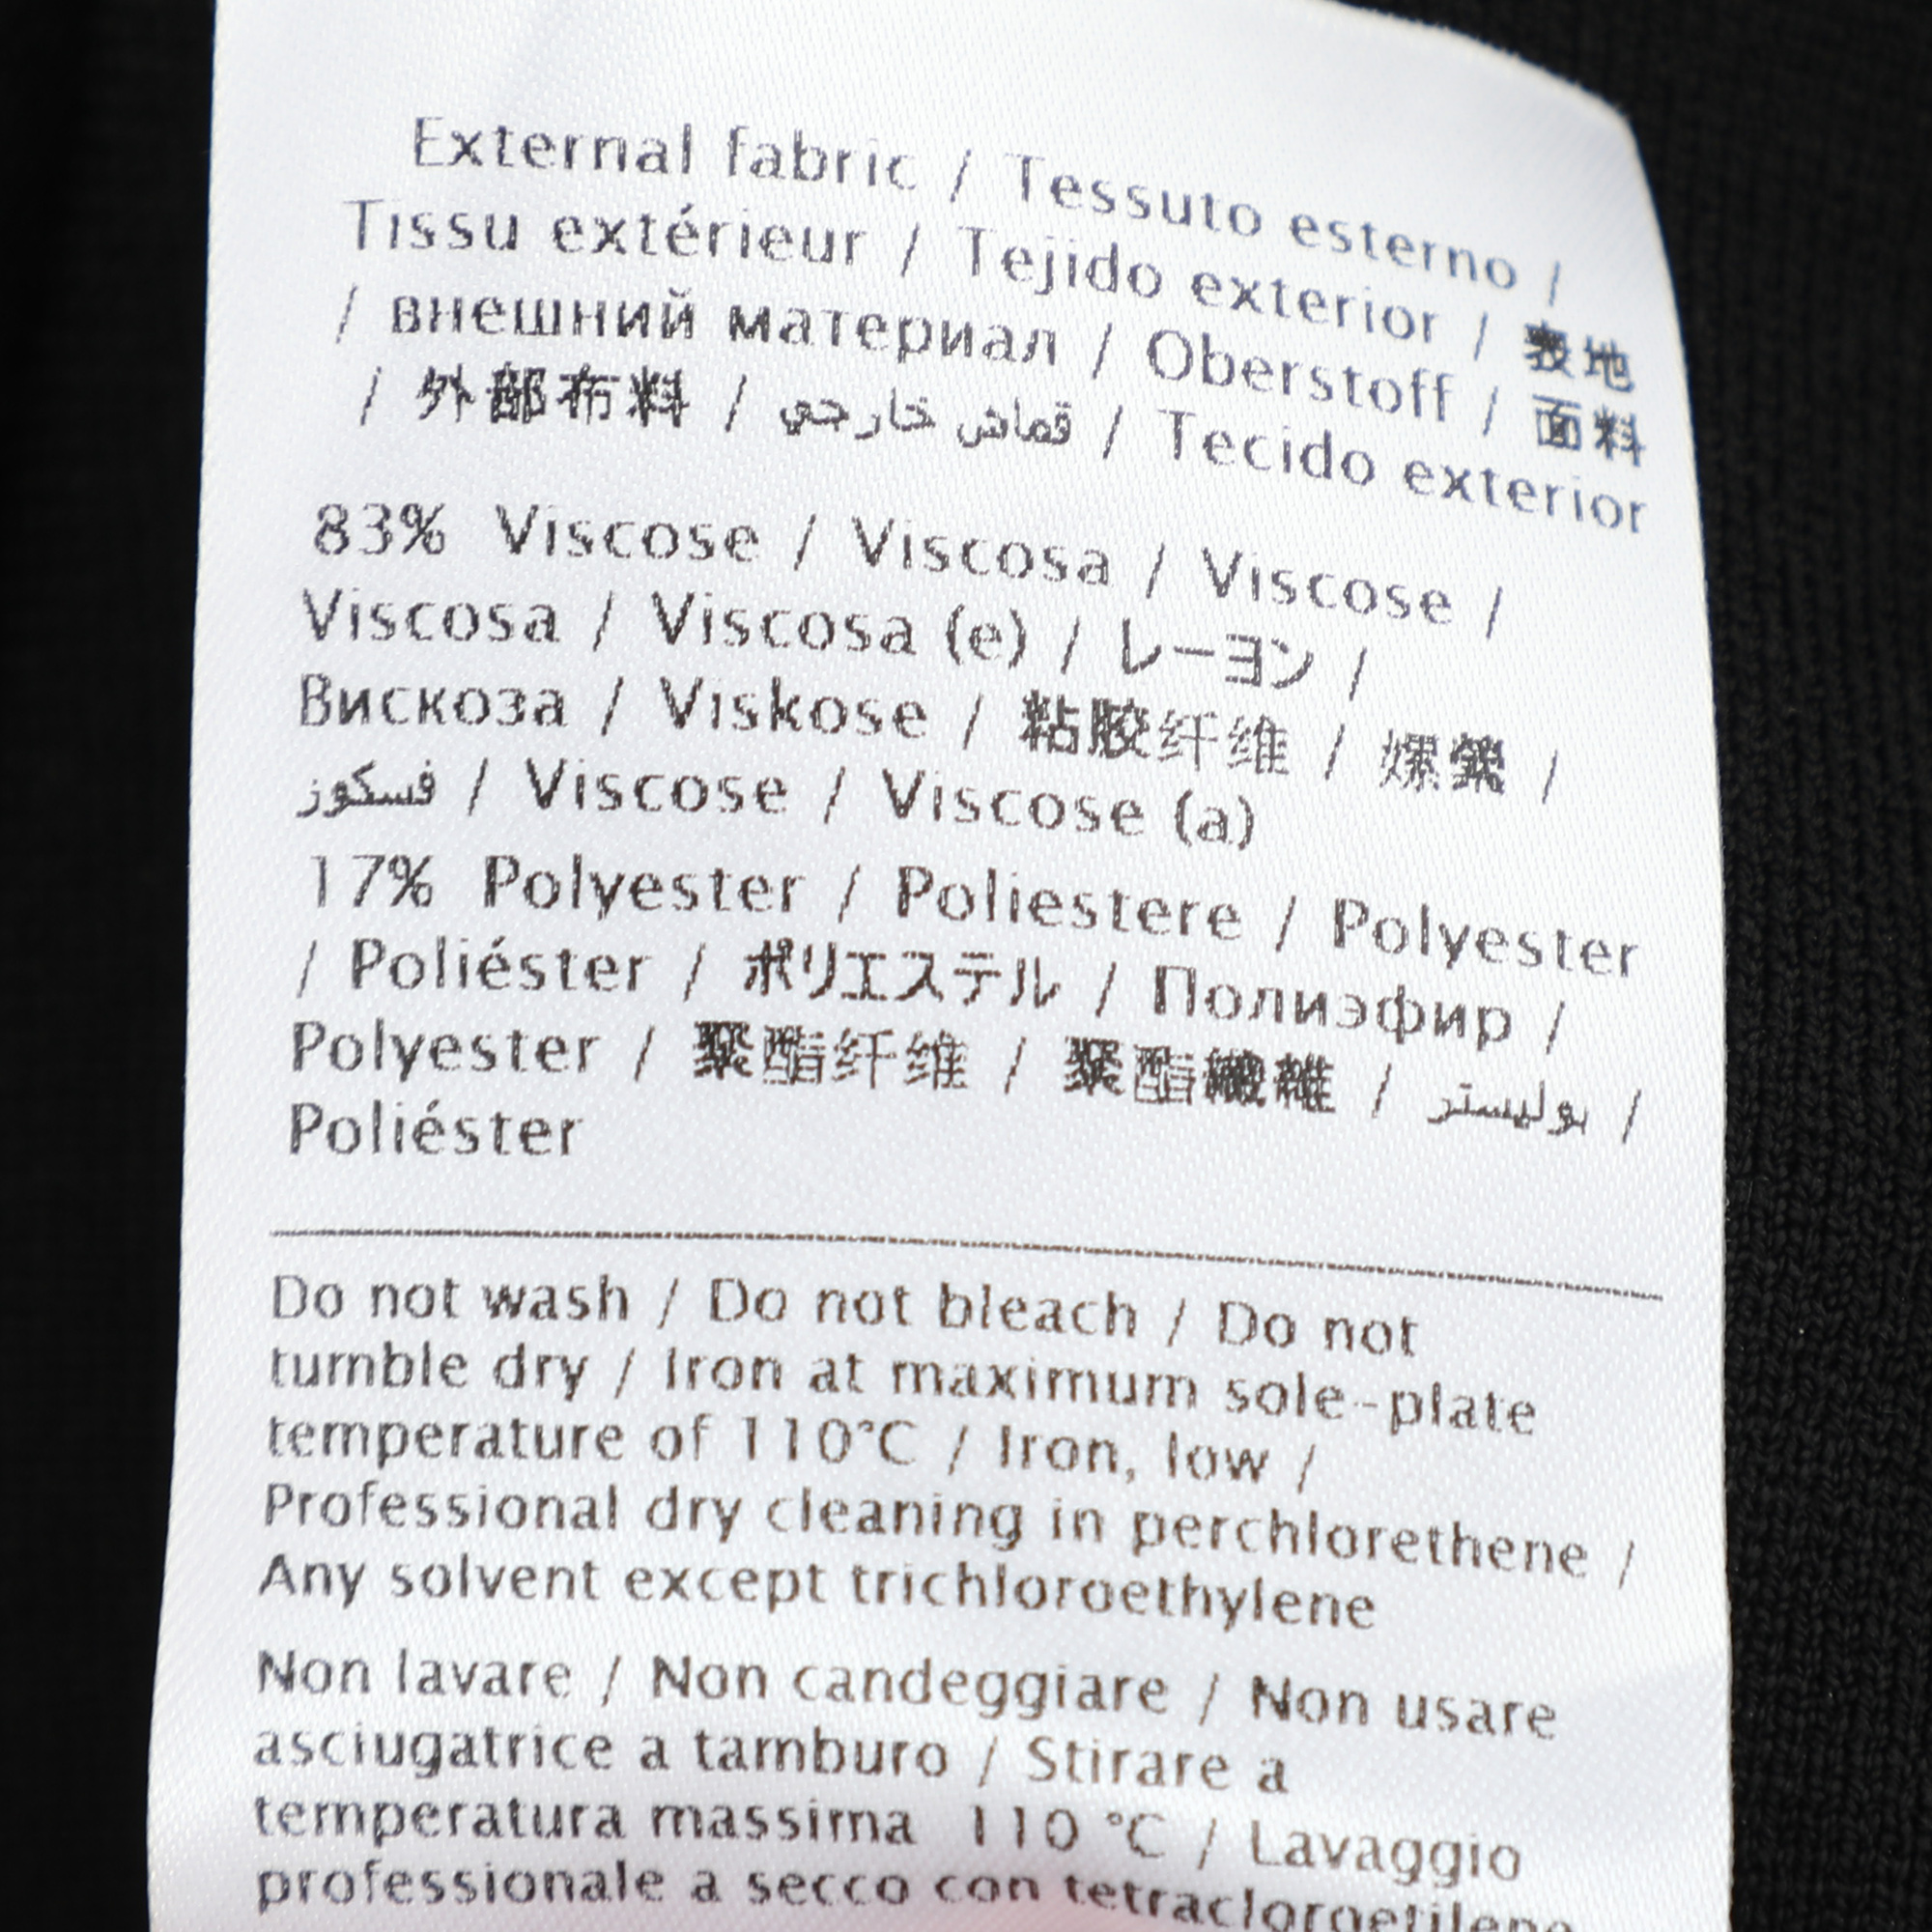 External fabric / Tessuto esterno /
Tissu extérieur / Tejido exterior / 表地
/ внешний материал / Oberstoff / 面料
/ 外部布料 / قماش خارجي / Tecido exterior
83% Viscose / Viscosa / Viscose /
Viscosa / Viscosa (e) / レーヨン /
Вискоза / Viskose / 粘胶纤维 / 嫘縈 /
فسكوز / Viscose / Viscose (a)
17% Polyester / Poliestere / Polyester
/ Poliéster / ポリエステル / Полиэфир /
Polyester / 聚酯纤维 / 聚酯纖維 / بوليستر /
Poliéster
Do not wash / Do not bleach / Do not
tumble dry / Iron at maximum sole-plate
temperature of 110°C / Iron, low /
Professional dry cleaning in perchlorethene /
Any solvent except trichloroethylene
Non lavare / Non candeggiare / Non usare
asciugatrice a tamburo / Stirare a
temperatura massima 110 °C / Lavaggio
professionale a secco con tetracloroetilene